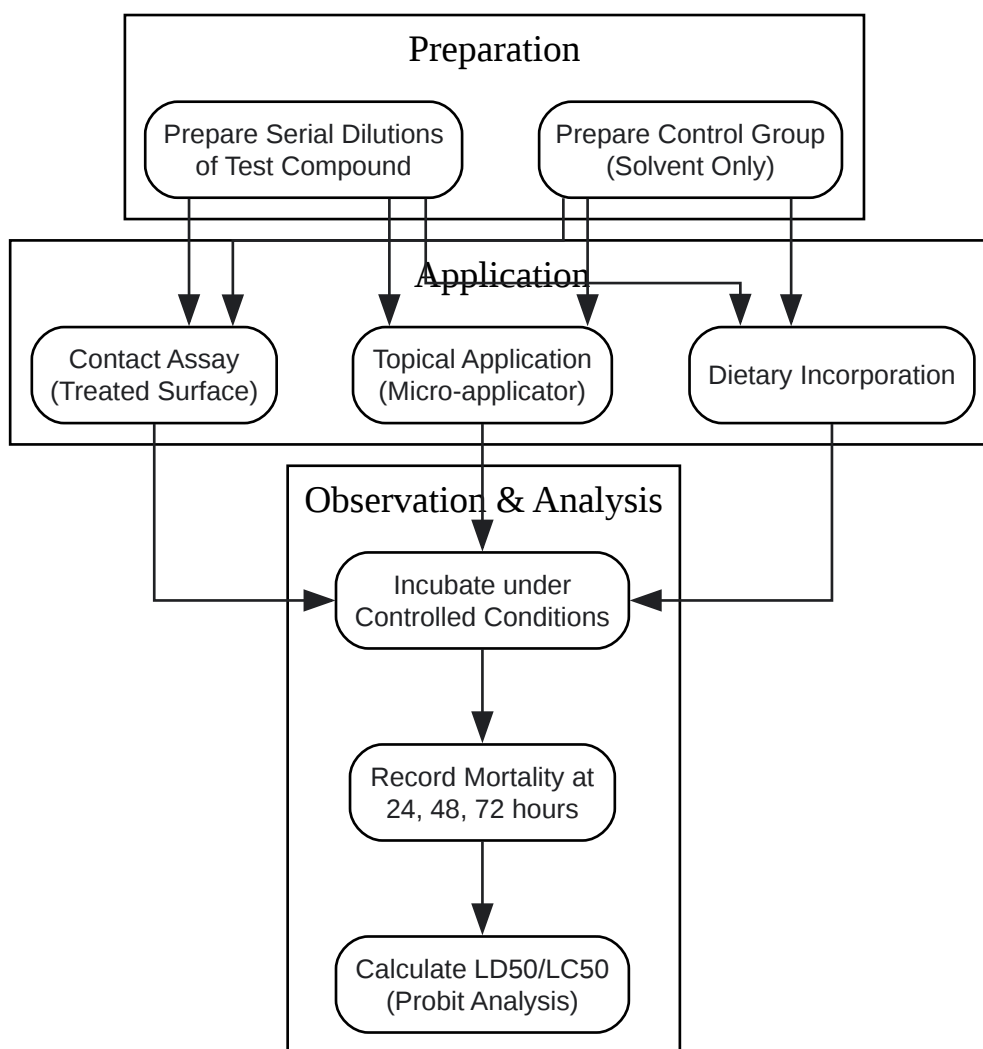 Preparation
Prepare Serial Dilutions
of Test Compound
Prepare Control Group
(Solvent Only)
Application
Contact Assay
(Treated Surface)
Topical Application
(Micro-applicator)
Dietary Incorporation
Observation & Analysis
Incubate under
Controlled Conditions
Record Mortality at
24, 48, 72 hours
Calculate LD50/LC50
(Probit Analysis)